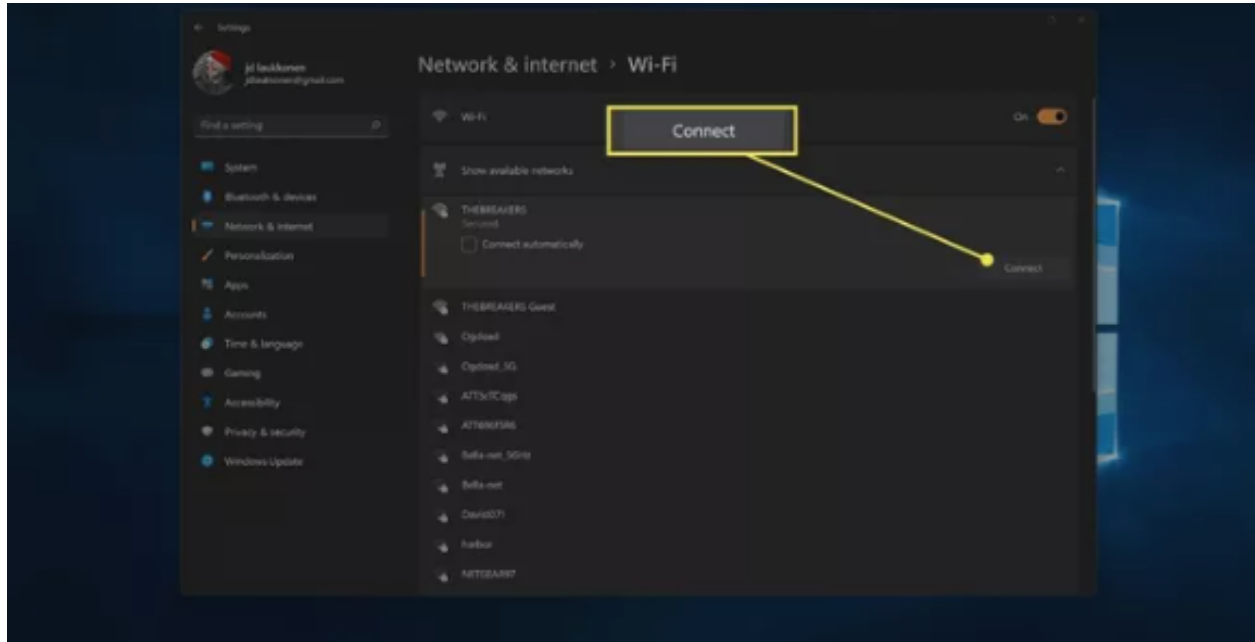 Settings
jd laukkonen
Find a setting
System
Bluetooth & devices
Network & internet
Personalization
Apps
Accounts
Time & language
Gaming
Accessibility
Privacy & security
Windows Update
Network & internet > Wi-Fi
Wi-Fi
On
Connect
Show available networks
THEBREAKERS
Secured
Connect automatically
Connect
THEBREAKERS Guest
Bella-net_5GHz
Bella-net
David071
harbor
NETGEAR97